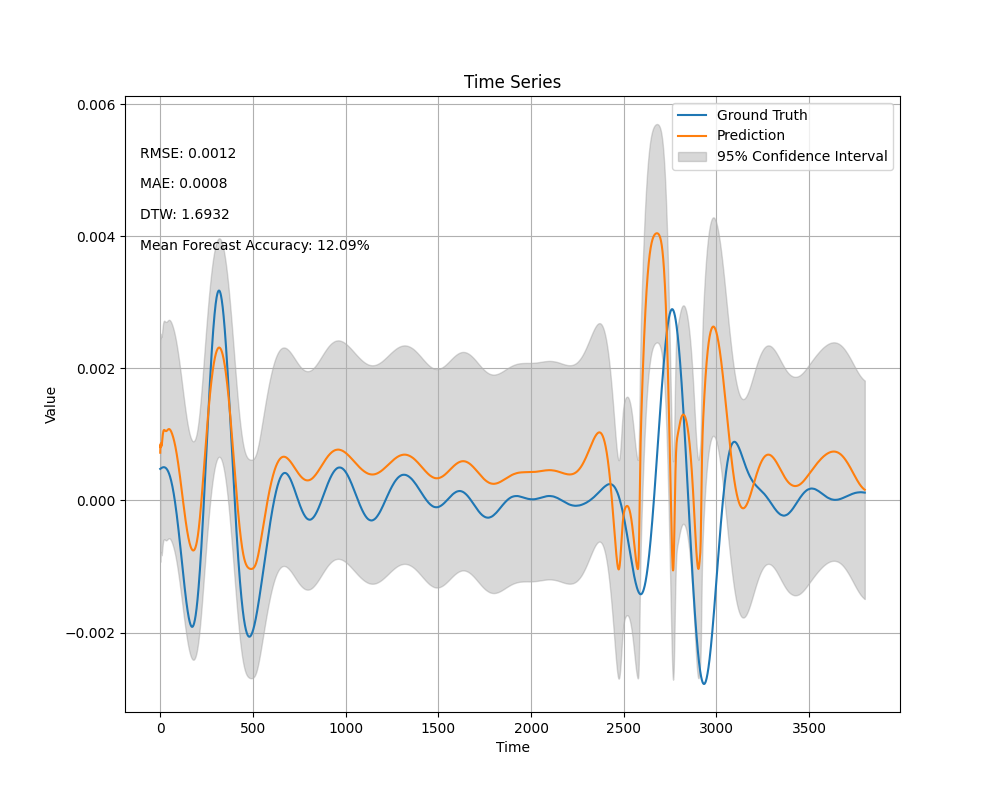 Time Series
0.006
0.004
0.002
0.000
−0.002
Value
RMSE: 0.0012
MAE: 0.0008
DTW: 1.6932
Mean Forecast Accuracy: 12.09%
Ground Truth
Prediction
95% Confidence Interval
0 500 1000 1500 2000 2500 3000 3500
Time